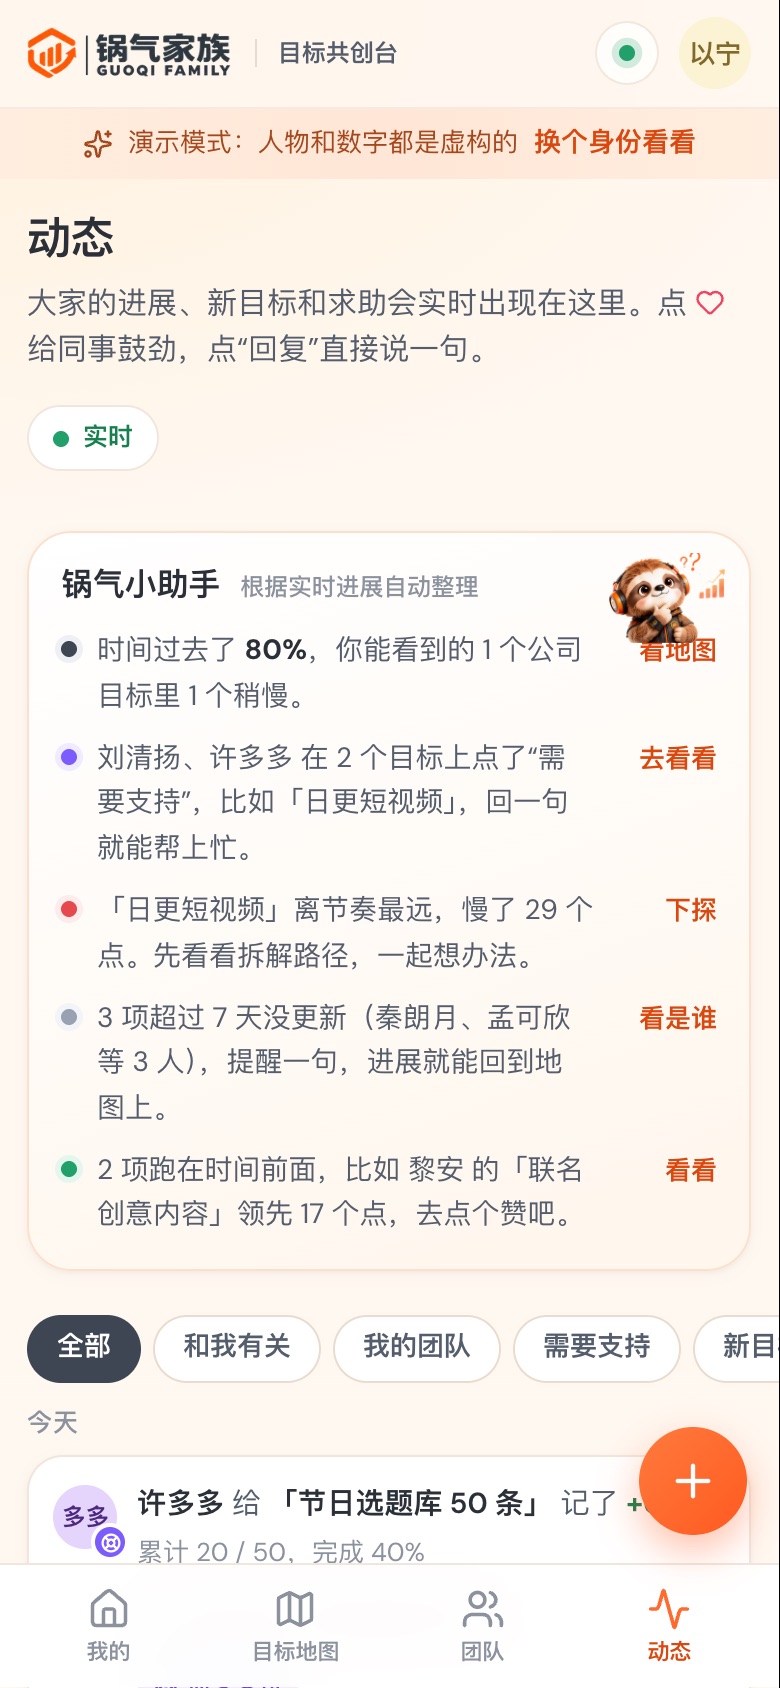 锅气家族
GUOQI FAMILY
目标共创台
以宁
演示模式：人物和数字都是虚构的 换个身份看看
动态
大家的进展、新目标和求助会实时出现在这里。点
给同事鼓劲，点“回复”直接说一句。
实时
锅气小助手 根据实时进展自动整理
??
时间过去了 80%，你能看到的 1 个公司
目标里 1 个稍慢。
看地图
刘清扬、许多多 在 2 个目标上点了“需
要支持”，比如「日更短视频」，回一句
就能帮上忙。
去看看
「日更短视频」离节奏最远，慢了 29 个
点。先看看拆解路径，一起想办法。
下探
3 项超过 7 天没更新（秦朗月、孟可欣
等 3 人），提醒一句，进展就能回到地
图上。
看是谁
2 项跑在时间前面，比如 黎安 的「联名
创意内容」领先 17 个点，去点个赞吧。
看看
全部 和我有关 我的团队 需要支持 新目
今天
多多
许多多 给 「节日选题库 50 条」 记了 +
累计 20 / 50，完成 40%
我的 目标地图 团队 动态